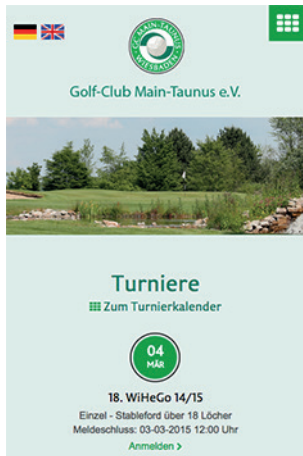 GC MAIN-TAUNUS
WIESBADEN
Golf-Club Main-Taunus e.V.
Turniere
Zum Turnierkalender
04
MÄR
18. WiHeGo 14/15
Einzel - Stableford über 18 Löcher
Meldeschluss: 03-03-2015 12:00 Uhr
Anmelden >